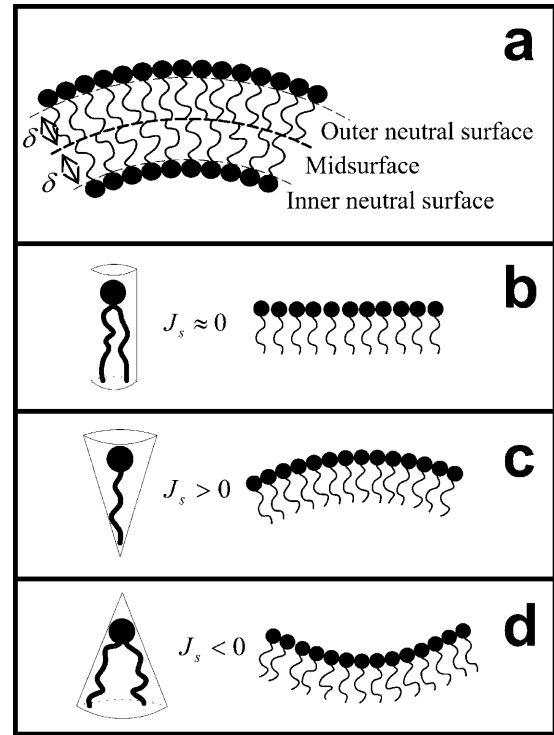 a
δ
δ
Outer neutral surface
Midsurface
Inner neutral surface
b
J_s ≈ 0
c
J_s > 0
d
J_s < 0